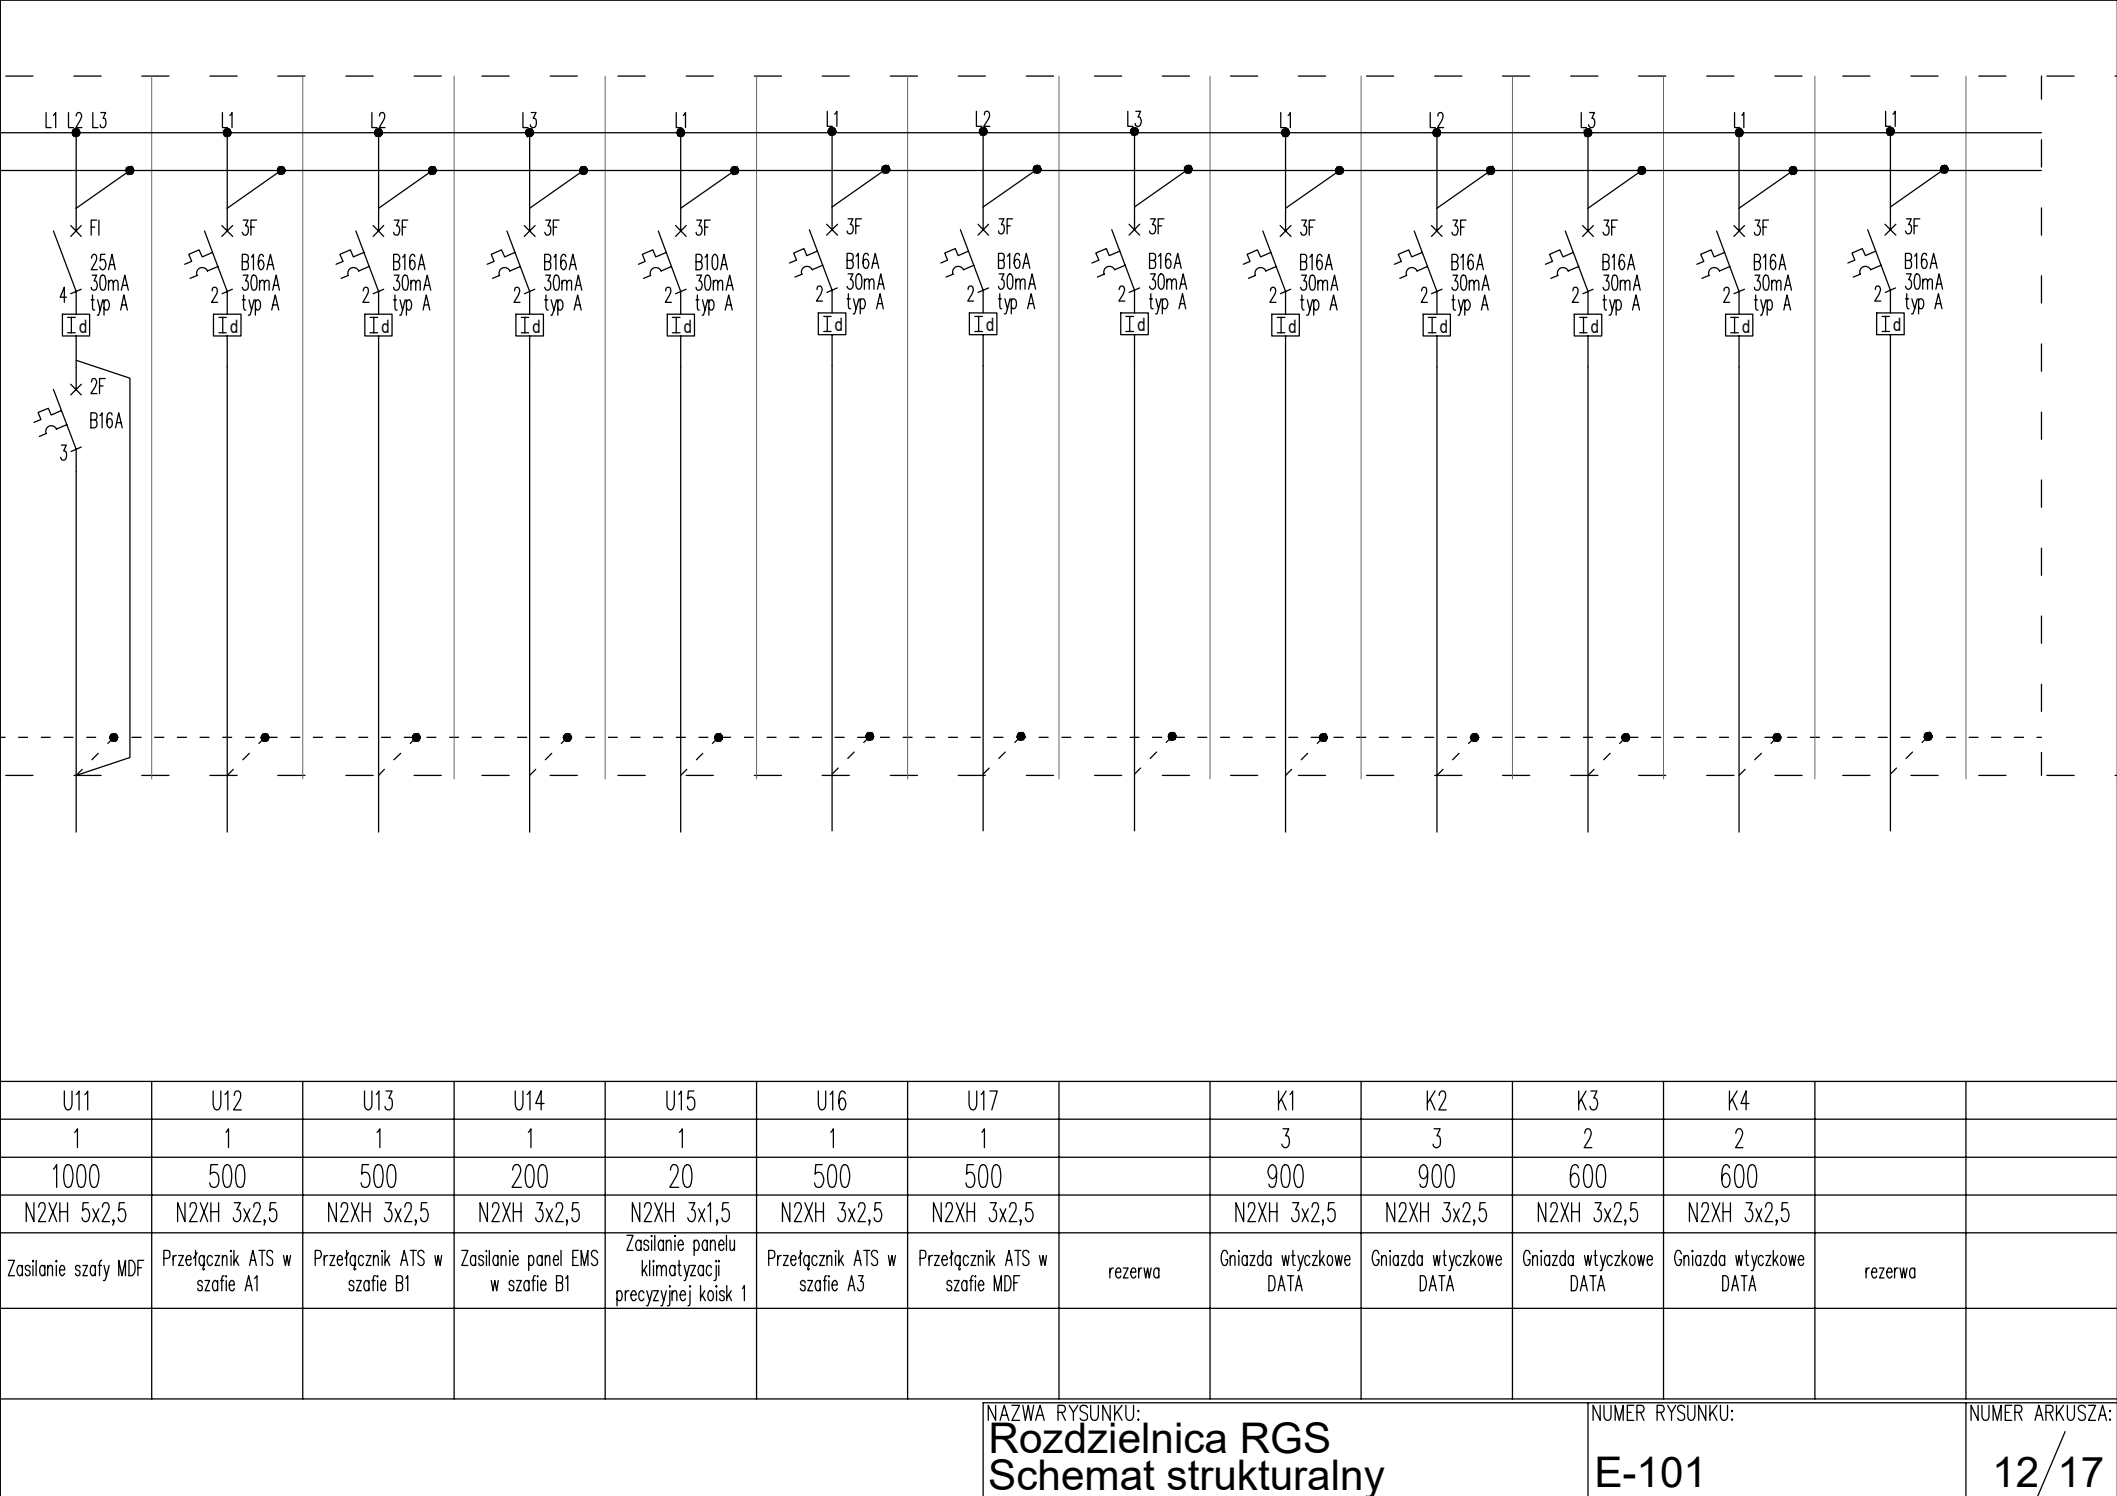 L1 L2 L3 L1 L2 L3 L1 L1 L2 L3 L1 L2 L3 L1 L1
FI 3F 3F 3F 3F 3F 3F 3F 3F 3F 3F 3F 3F
25A B16A B16A B16A B10A B16A B16A B16A B16A B16A B16A B16A B16A
30mA 30mA 30mA 30mA 30mA 30mA 30mA 30mA 30mA 30mA 30mA 30mA 30mA
4 typ A 2 typ A 2 typ A 2 typ A 2 typ A 2 typ A 2 typ A 2 typ A 2 typ A 2 typ A 2 typ A 2 typ A 2 typ A
Id Id Id Id Id Id Id Id Id Id Id Id Id
2F
B16A
3
U11 U12 U13 U14 U15 U16 U17 K1 K2 K3 K4
1 1 1 1 1 1 1 3 3 2 2
1000 500 500 200 20 500 500 900 900 600 600
N2XH 5x2,5 N2XH 3x2,5 N2XH 3x2,5 N2XH 3x2,5 N2XH 3x1,5 N2XH 3x2,5 N2XH 3x2,5 N2XH 3x2,5 N2XH 3x2,5 N2XH 3x2,5 N2XH 3x2,5
Zasilanie szafy MDF
Przełącznik ATS w
szafie A1
Przełącznik ATS w
szafie B1
Zasilanie panel EMS
w szafie B1
Zasilanie panelu
klimatyzacji
precyzyjnej koisk 1
Przełącznik ATS w
szafie A3
Przełącznik ATS w
szafie MDF
rezerwa
Gniazda wtyczkowe
DATA
Gniazda wtyczkowe
DATA
Gniazda wtyczkowe
DATA
Gniazda wtyczkowe
DATA
rezerwa
NAZWA RYSUNKU:
Rozdzielnica RGS
Schemat strukturalny
NUMER RYSUNKU:
E-101
NUMER ARKUSZA:
12/17